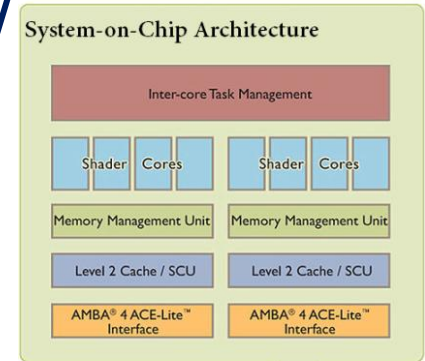 System-on-Chip Architecture
Inter-core Task Management
Shader Cores
Shader Cores
Memory Management Unit
Memory Management Unit
Level 2 Cache / SCU
Level 2 Cache / SCU
AMBA® 4 ACE-Lite™
Interface
AMBA® 4 ACE-Lite™
Interface